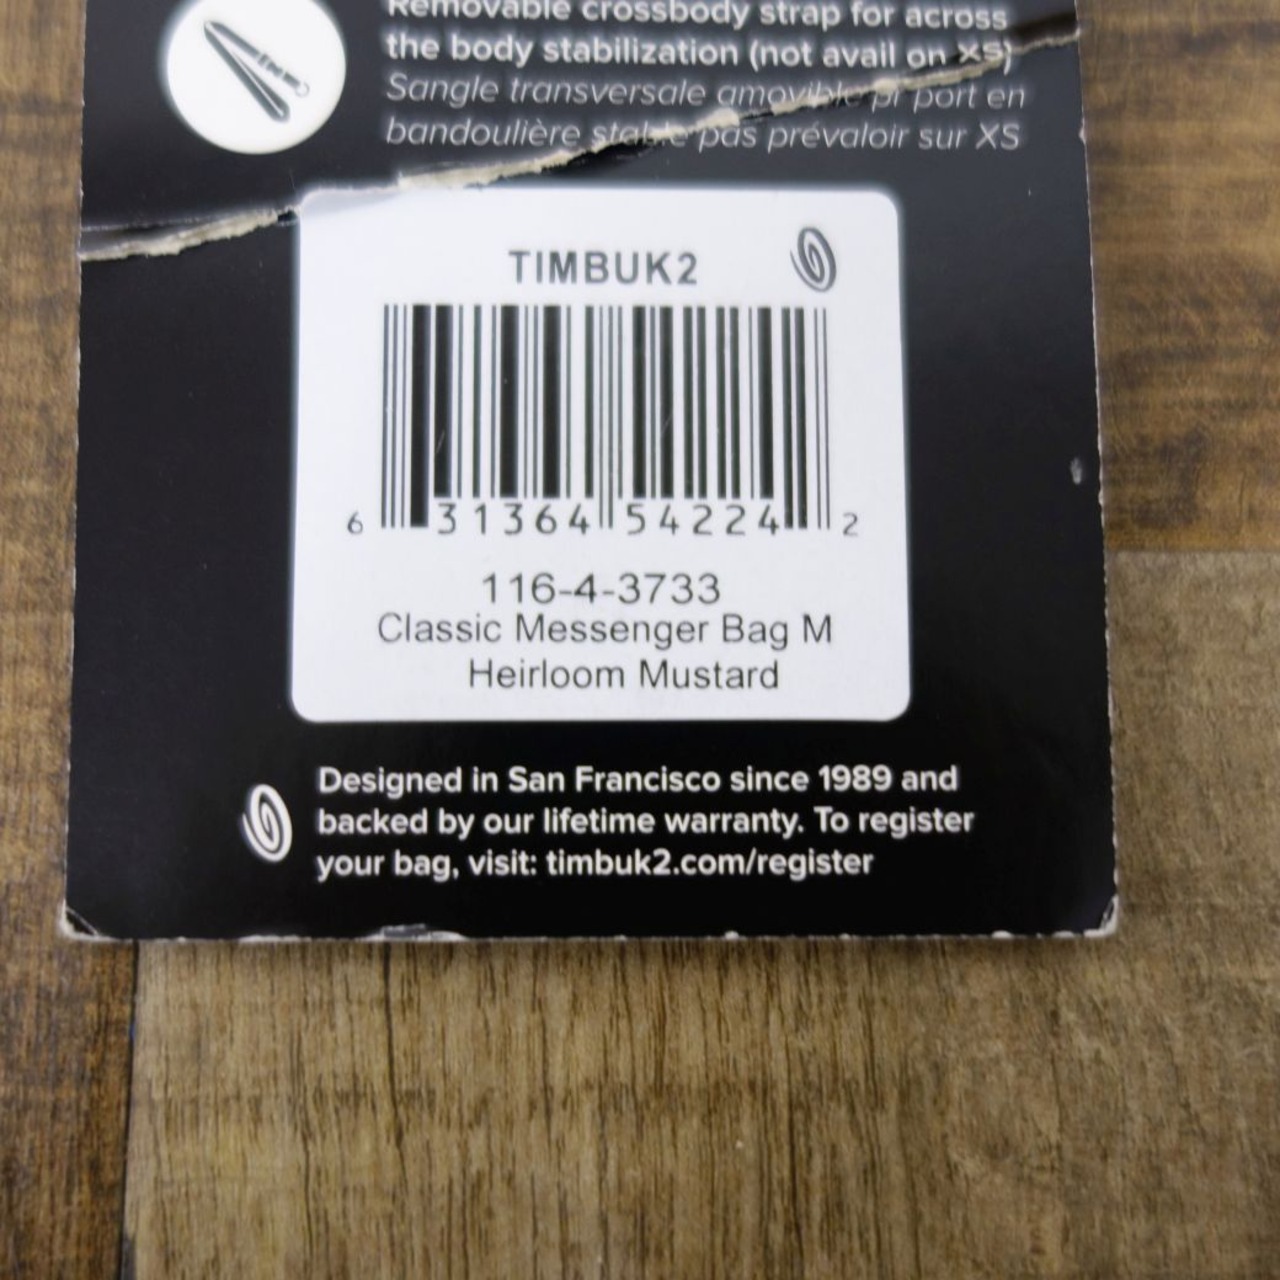 Removable crossbody strap for across
the body stabilization (not avail on XS)
Sangle transversale amovible pr port en
bandoulière stable pas prévaloir sur XS
TIMBUK2
6 31364 54224 2
116-4-3733
Classic Messenger Bag M
Heirloom Mustard
Designed in San Francisco since 1989 and
backed by our lifetime warranty. To register
your bag, visit: timbuk2.com/register